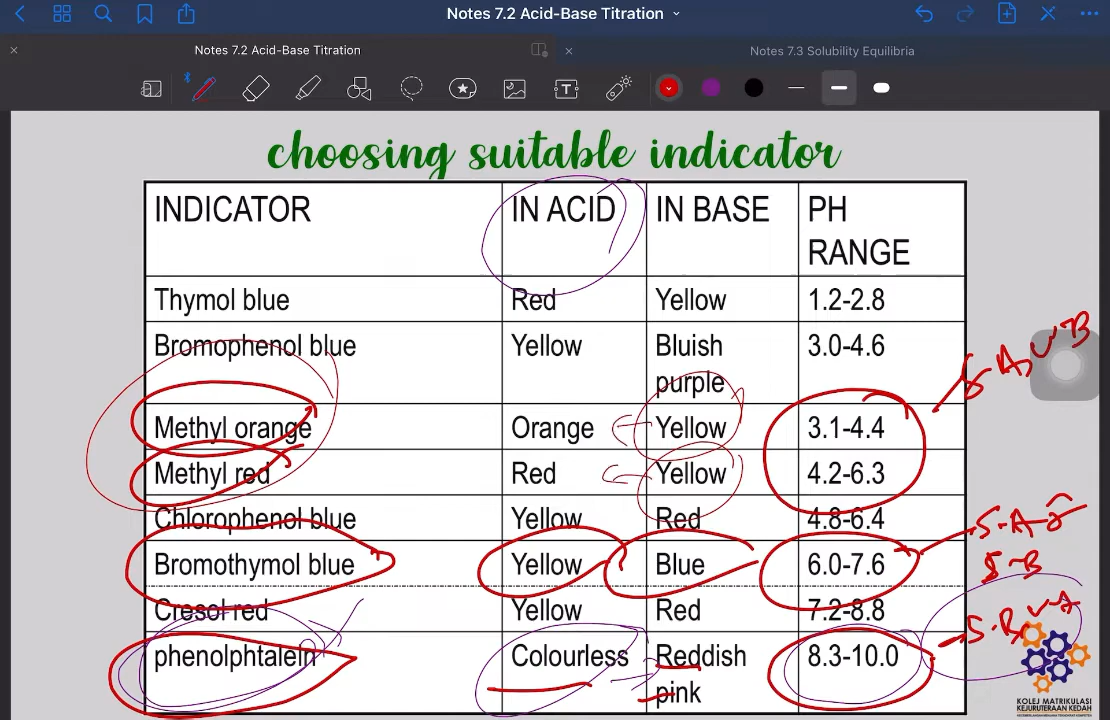 Notes 7.2 Acid-Base Titration
Notes 7.2 Acid-Base Titration
Notes 7.3 Solubility Equilibria
T
choosing suitable indicator
INDICATOR IN ACID IN BASE PH RANGE
Thymol blue Red Yellow 1.2-2.8
Bromophenol blue Yellow Bluish purple 3.0-4.6
Methyl orange Orange Yellow 3.1-4.4
Methyl red Red Yellow 4.2-6.3
Chlorophenol blue Yellow Red 4.8-6.4
Bromothymol blue Yellow Blue 6.0-7.6
Cresol red Yellow Red 7.2-8.8
phenolphtalein Colourless Reddish pink 8.3-10.0
KOLEJ MATRIKULASI
KEJURUTERAAN KEDAH